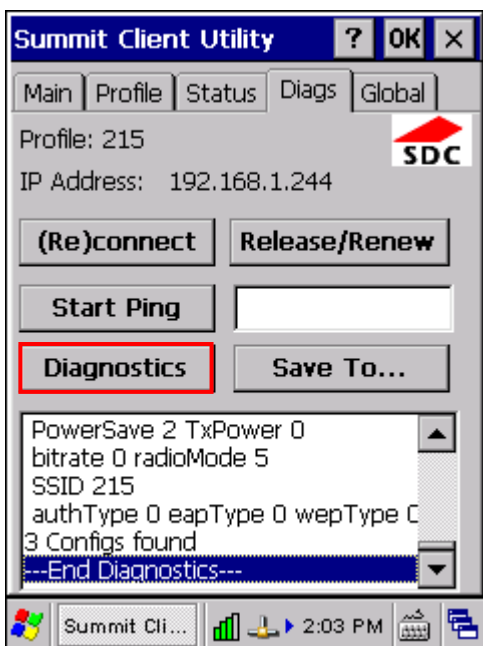 Summit Client Utility ? OK ×
Main Profile Status Diags Global
Profile: 215
SDC
IP Address: 192.168.1.244
(Re)connect Release/Renew
Start Ping
Diagnostics Save To...
PowerSave 2 TxPower 0
bitrate 0 radioMode 5
SSID 215
authType 0 eapType 0 wepType 0
3 Configs found
---End Diagnostics---
Summit Cli... 2:03 PM